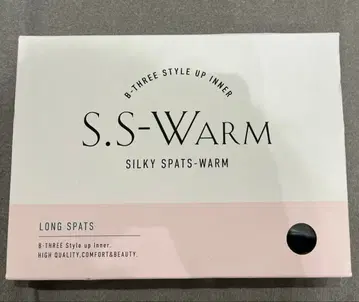 B-THREE STYLE UP INNER
S.S-WARM
SILKY SPATS-WARM
LONG SPATS
B-THREE Style up Inner.
HIGH QUALITY,COMFORT&BEAUTY.